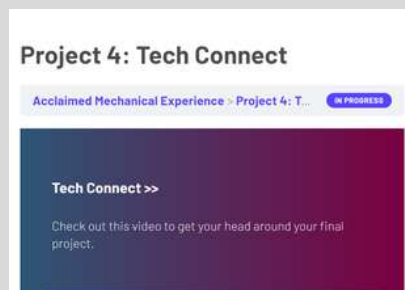 Project 4: Tech Connect
Acclaimed Mechanical Experience > Project 4: T... IN PROGRESS
Tech Connect >>
Check out this video to get your head around your final
project.